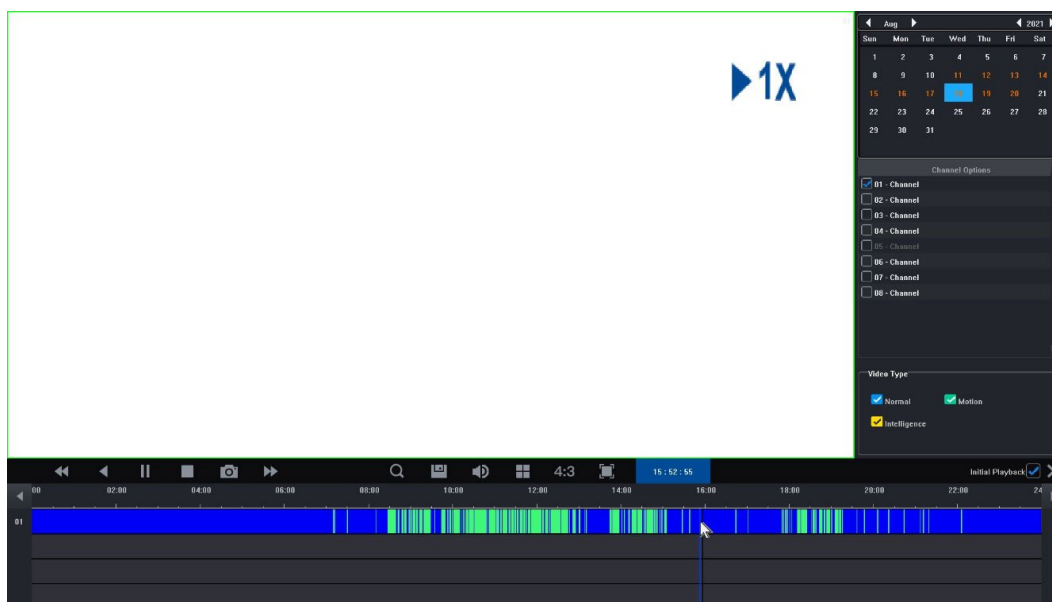 Aug 2021
Sun Mon Tue Wed Thu Fri Sat
1 2 3 4 5 6 7
8 9 10 11 12 13 14
15 16 17 18 19 20 21
22 23 24 25 26 27 28
29 30 31
1X
Channel Options
01 - Channel
02 - Channel
03 - Channel
04 - Channel
05 - Channel
06 - Channel
07 - Channel
08 - Channel
Video Type
Normal Motion
Intelligence
4:3 15:52:55 Initial Playback
00 02:00 04:00 06:00 08:00 10:00 12:00 14:00 16:00 18:00 20:00 22:00 24
01